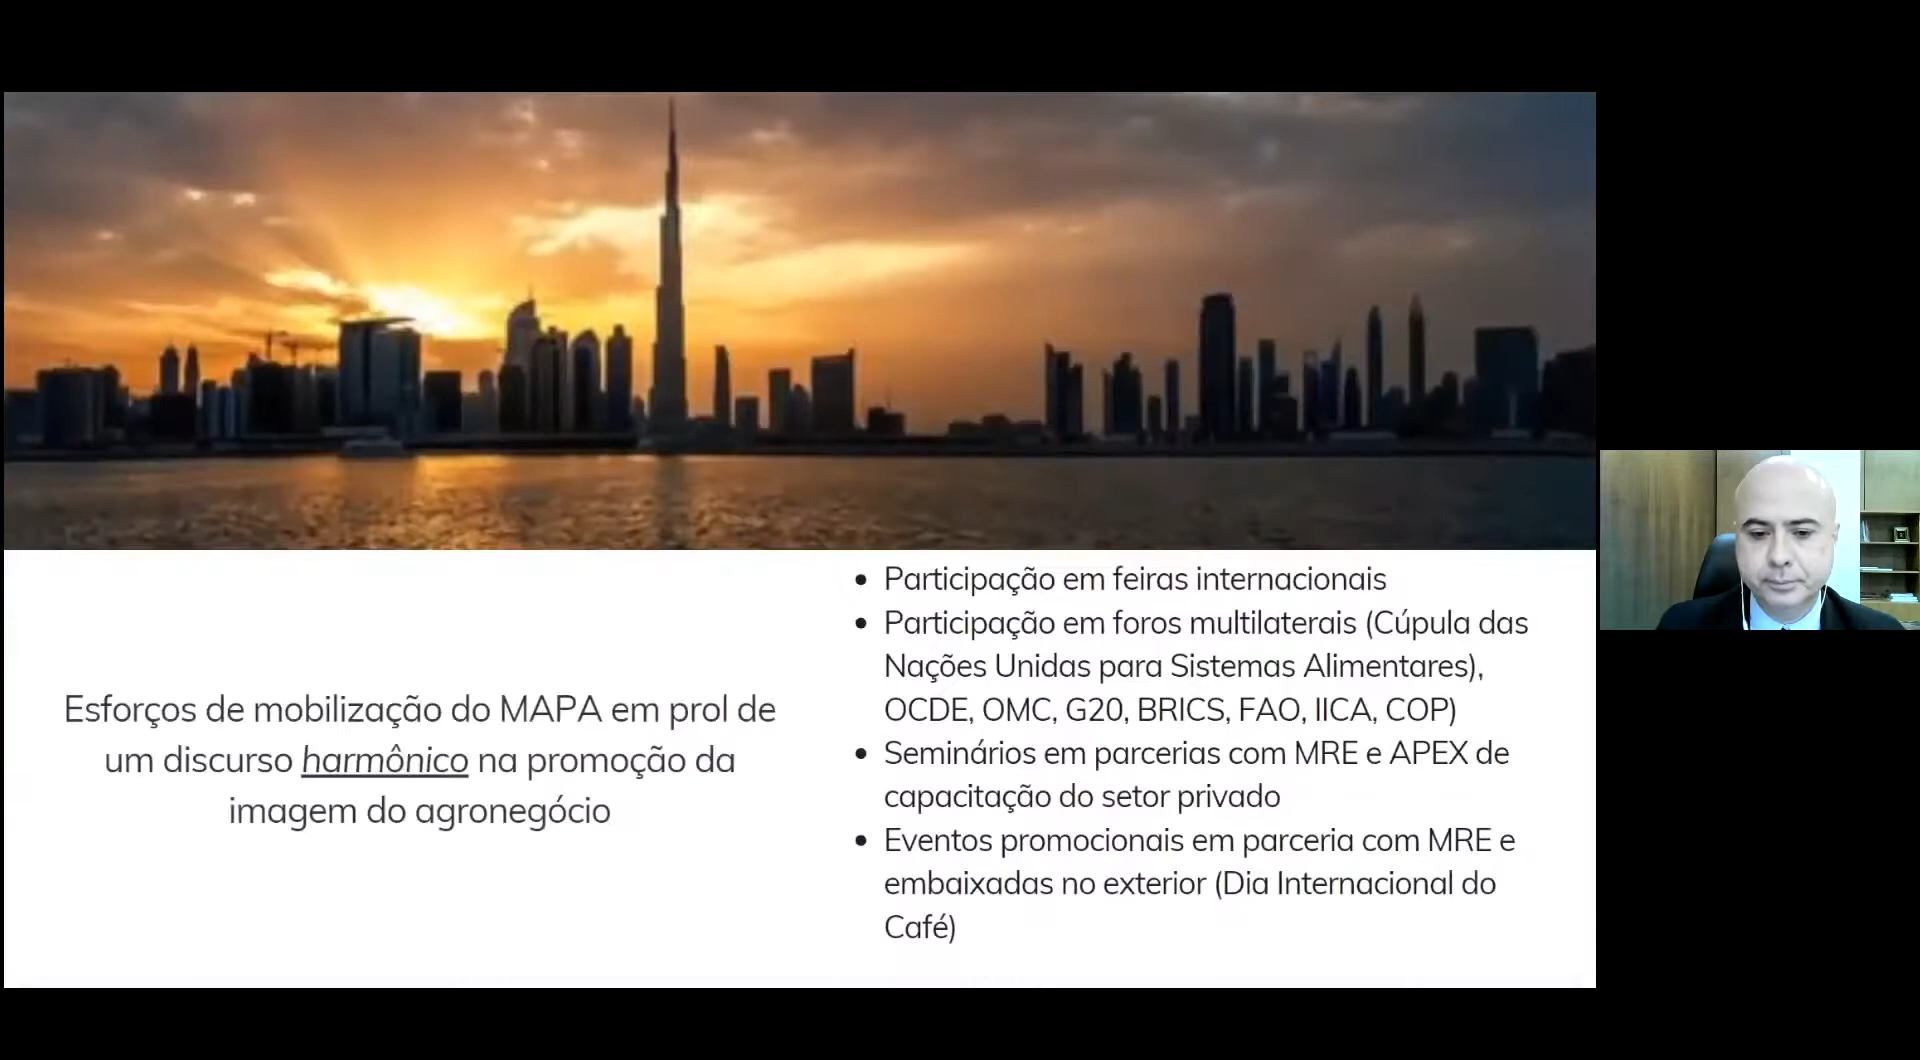 Esforços de mobilização do MAPA em prol de
um discurso harmônico na promoção da
imagem do agronegócio
• Participação em feiras internacionais
• Participação em foros multilaterais (Cúpula das
Nações Unidas para Sistemas Alimentares),
OCDE, OMC, G20, BRICS, FAO, IICA, COP)
• Seminários em parcerias com MRE e APEX de
capacitação do setor privado
• Eventos promocionais em parceria com MRE e
embaixadas no exterior (Dia Internacional do
Café)